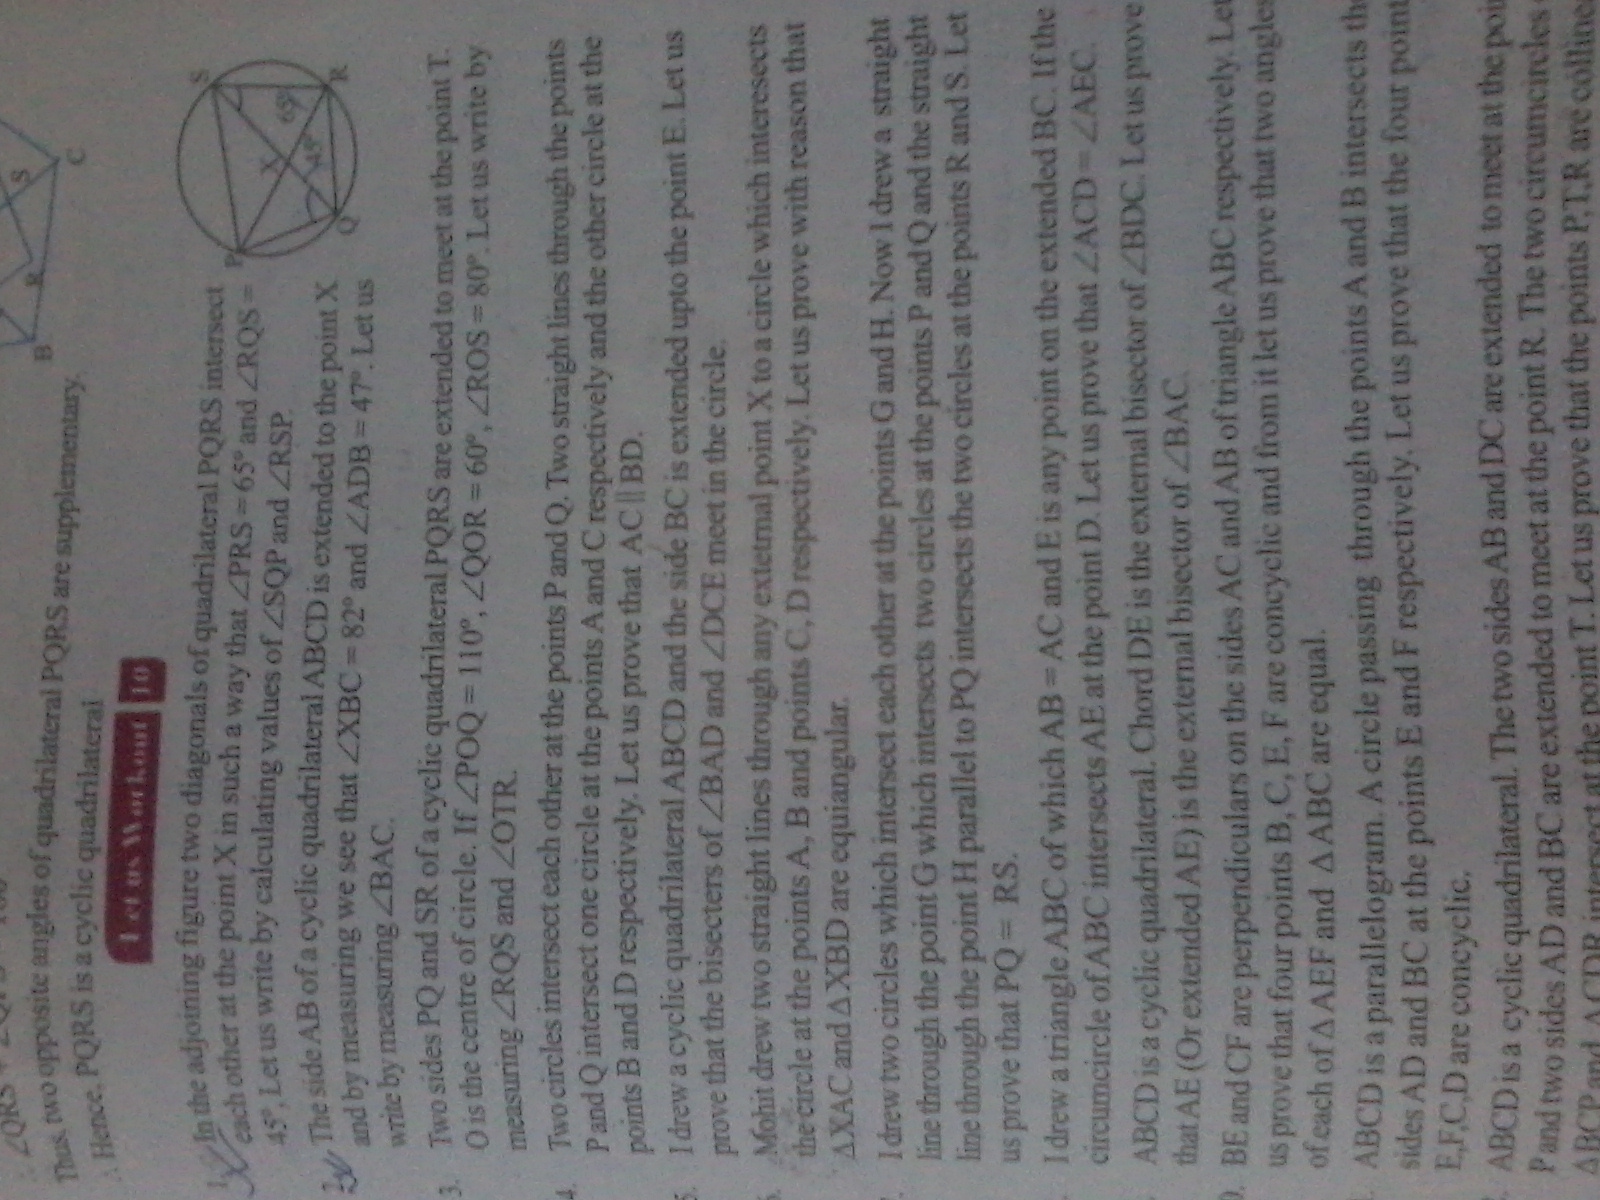 ∠QRS + ∠QPS = 180
Thus, two opposite angles of quadrilateral PQRS are supplementary.
∴ Hence, PQRS is a cyclic quadrilateral
B R S C
Let us Workout 10
1. In the adjoining figure two diagonals of quadrilateral PQRS intersect
each other at the point X in such a way that ∠PRS = 65° and ∠RQS =
45°, Let us write by calculating values of ∠SQP and ∠RSP.
P S X 65° 45° Q R
2. The side AB of a cyclic quadrilateral ABCD is extended to the point X
and by measuring we see that ∠XBC = 82° and ∠ADB = 47°. Let us
write by measuring ∠BAC.
3. Two sides PQ and SR of a cyclic quadrilateral PQRS are extended to meet at the point T.
O is the centre of circle. If ∠POQ = 110°, ∠QOR = 60°, ∠ROS = 80°. Let us write by
measuring ∠RQS and ∠OTR.
4. Two circles intersect each other at the points P and Q. Two straight lines through the points
P and Q intersect one circle at the points A and C respectively and the other circle at the
points B and D respectively. Let us prove that AC || BD.
5. I drew a cyclic quadrilateral ABCD and the side BC is extended upto the point E. Let us
prove that the bisecters of ∠BAD and ∠DCE meet in the circle.
6. Mohit drew two straight lines through any extetrnal point X to a circle which interesects
the circle at the points A, B and points C, D respectively. Let us prove with reason that
ΔXAC and ΔXBD are equiangular.
I drew two circles which intersect each other at the points G and H. Now I drew a straight
line through the point G which intersects two circles at the points P and Q and the straight
line through the point H parallel to PQ intersects the two circles at the points R and S. Let
us prove that PQ = RS.
I drew a triangle ABC of which AB = AC and E is any point on the extended BC. If the
circumcircle of ABC intersects AE at the point D. Let us prove that ∠ACD = ∠AEC.
ABCD is a cyclic quadrilateral. Chord DE is the external bisector of ∠BDC. Let us prove
that AE (Or extended AE) is the external bisector of ∠BAC.
0. BE and CF are perpendiculars on the sides AC and AB of triangle ABC respectively. Let
us prove that four points B, C, E, F are concyclic and from it let us prove that two angles
of each of Δ AEF and Δ ABC are equal.
ABCD is a parallelogram. A circle passing through the points A and B intersects the
sides AD and BC at the points E and F respectively. Let us prove that the four point
E,F,C,D are concyclic.
ABCD is a cyclic quadrilateral. The two sides AB and DC are extended to meet at the poin
P and two sides AD and BC are extended to meet at the point R. The two circumcircles
ΔBCP and ΔCDR intersect at the point T. Let us prove that the points P,T,R are colline